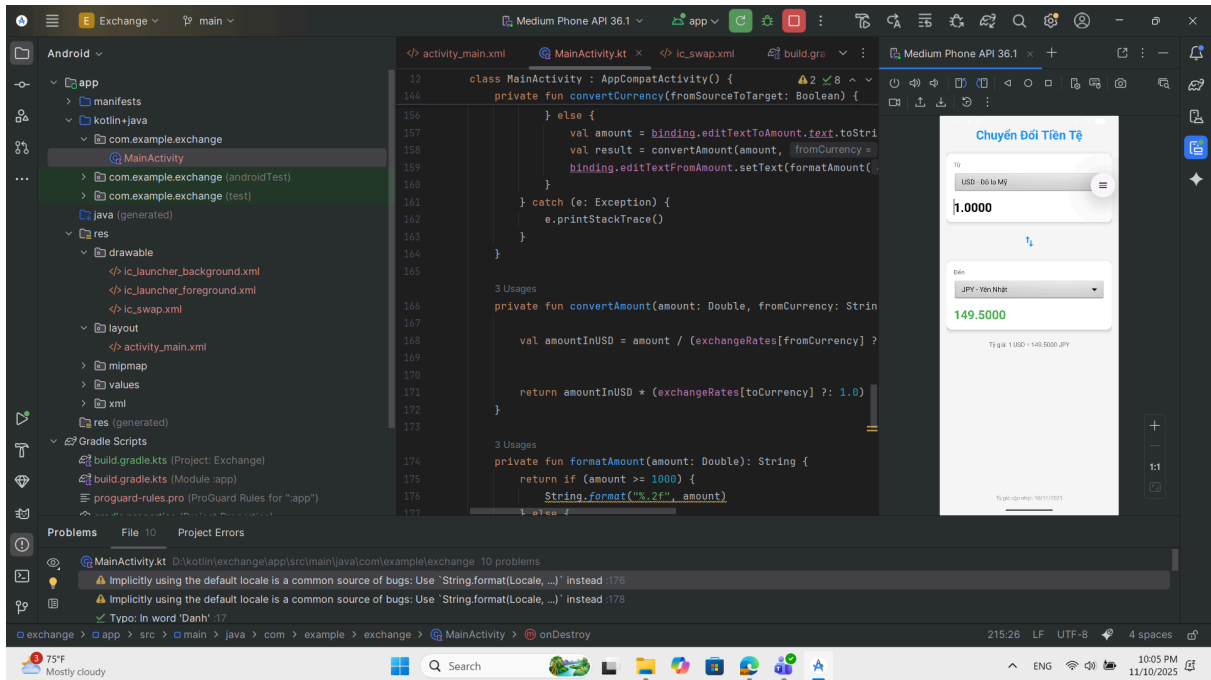 E Exchange
main
Medium Phone API 36.1
app
Android
app
manifests
kotlin+java
com.example.exchange
MainActivity
com.example.exchange (androidTest)
com.example.exchange (test)
java (generated)
res
drawable
ic_launcher_background.xml
ic_launcher_foreground.xml
ic_swap.xml
layout
activity_main.xml
mipmap
values
xml
res (generated)
Gradle Scripts
build.gradle.kts (Project: Exchange)
build.gradle.kts (Module :app)
proguard-rules.pro (ProGuard Rules for ":app")
activity_main.xml
MainActivity.kt
ic_swap.xml
build.gra
2 8
12 class MainActivity : AppCompatActivity() {
144 private fun convertCurrency(fromSourceToTarget: Boolean) {
156 } else {
157 val amount = binding.editTextToAmount.text.toStri
158 val result = convertAmount(amount, fromCurrency =
159 binding.editTextFromAmount.setText(formatAmount(
160 }
161 } catch (e: Exception) {
162 e.printStackTrace()
163 }
164 }
165
3 Usages
166 private fun convertAmount(amount: Double, fromCurrency: Strin
167
168 val amountInUSD = amount / (exchangeRates[fromCurrency] ?
169
170
171 return amountInUSD * (exchangeRates[toCurrency] ?: 1.0)
172 }
173
3 Usages
174 private fun formatAmount(amount: Double): String {
175 return if (amount >= 1000) {
176 String.format("%.2f", amount)
177 } else {
Medium Phone API 36.1
Chuyển Đổi Tiền Tệ
Từ
USD - Đô la Mỹ
1.0000
Đến
JPY - Yên Nhật
149.5000
Tỷ giá: 1 USD = 149.5000 JPY
Tỷ giá cập nhật: 10/11/2025
1:1
Problems
File 10
Project Errors
MainActivity.kt D:\kotlin\exchange\app\src\main\java\com\example\exchange 10 problems
Implicitly using the default locale is a common source of bugs: Use `String.format(Locale, ...)` instead :176
Implicitly using the default locale is a common source of bugs: Use `String.format(Locale, ...)` instead :178
Typo: In word 'Danh' :17
exchange > app > src > main > java > com > example > exchange > MainActivity > onDestroy
215:26 LF UTF-8 4 spaces
3
75°F
Mostly cloudy
Search
ENG
10:05 PM
11/10/2025